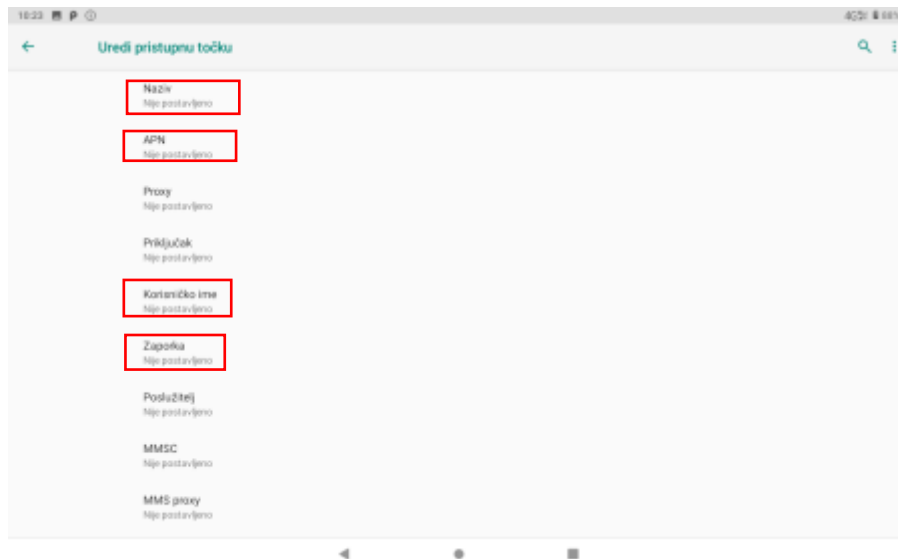 10:23 P
Uredi pristupnu točku
Naziv
Nije postavljeno
APN
Nije postavljeno
Proxy
Nije postavljeno
Priključak
Nije postavljeno
Korisničko ime
Nije postavljeno
Zaporka
Nije postavljeno
Poslužitelj
Nije postavljeno
MMSC
Nije postavljeno
MMS proxy
Nije postavljeno